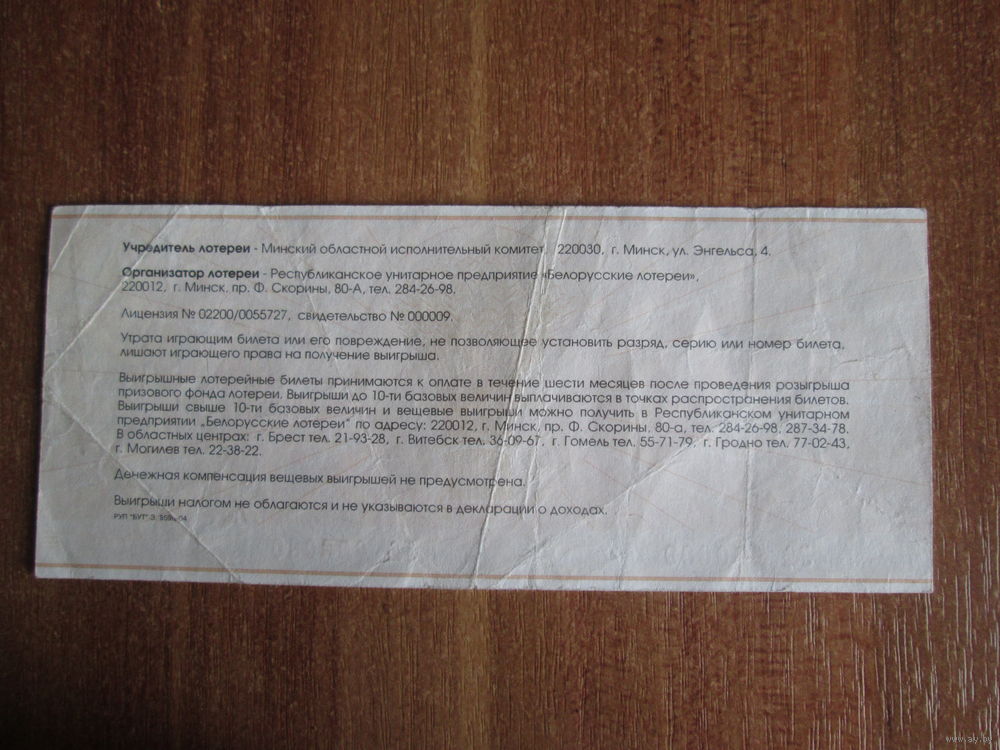 Учредитель лотереи - Минский областной исполнительный комитет, 220030, г. Минск, ул. Энгельса, 4.
Организатор лотереи - Республиканское унитарное предприятие «Белорусские лотереи»,
220012, г. Минск, пр. Ф. Скорины, 80-А, тел. 284-26-98.
Лицензия № 02200/0055727, свидетельство № 000009.
Утрата играющим билета или его повреждение, не позволяющее установить разряд, серию или номер билета,
лишают играющего права на получение выигрыша.
Выигрышные лотерейные билеты принимаются к оплате в течение шести месяцев после проведения розыгрыша
призового фонда лотереи. Выигрыши до 10-ти базовых величин выплачиваются в точках распространения билетов.
Выигрыши свыше 10-ти базовых величин и вещевые выигрыши можно получить в Республиканском унитарном
предприятии „Белорусские лотереи" по адресу: 220012, г. Минск, пр. Ф. Скорины, 80-а, тел. 284-26-98, 287-34-78.
В областных центрах: г. Брест тел. 21-93-28, г. Витебск тел. 36-09-67, г. Гомель тел. 55-71-79, г. Гродно тел. 77-02-43,
г. Могилев тел. 22-38-22.
Денежная компенсация вещевых выигрышей не предусмотрена.
Выигрыши налогом не облагаются и не указываются в декларации о доходах.
РУП "БУТ" З.
www.ay.by